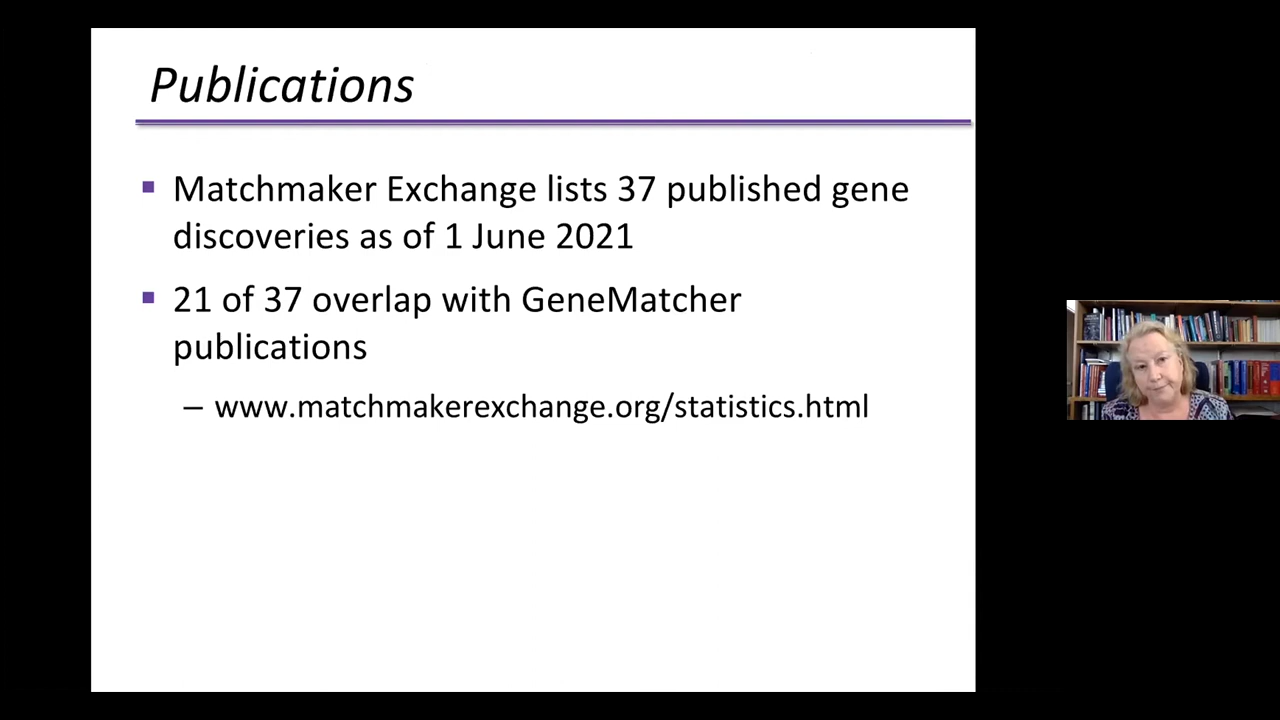 Publications
▪ Matchmaker Exchange lists 37 published gene
discoveries as of 1 June 2021
▪ 21 of 37 overlap with GeneMatcher
publications
– www.matchmakerexchange.org/statistics.html